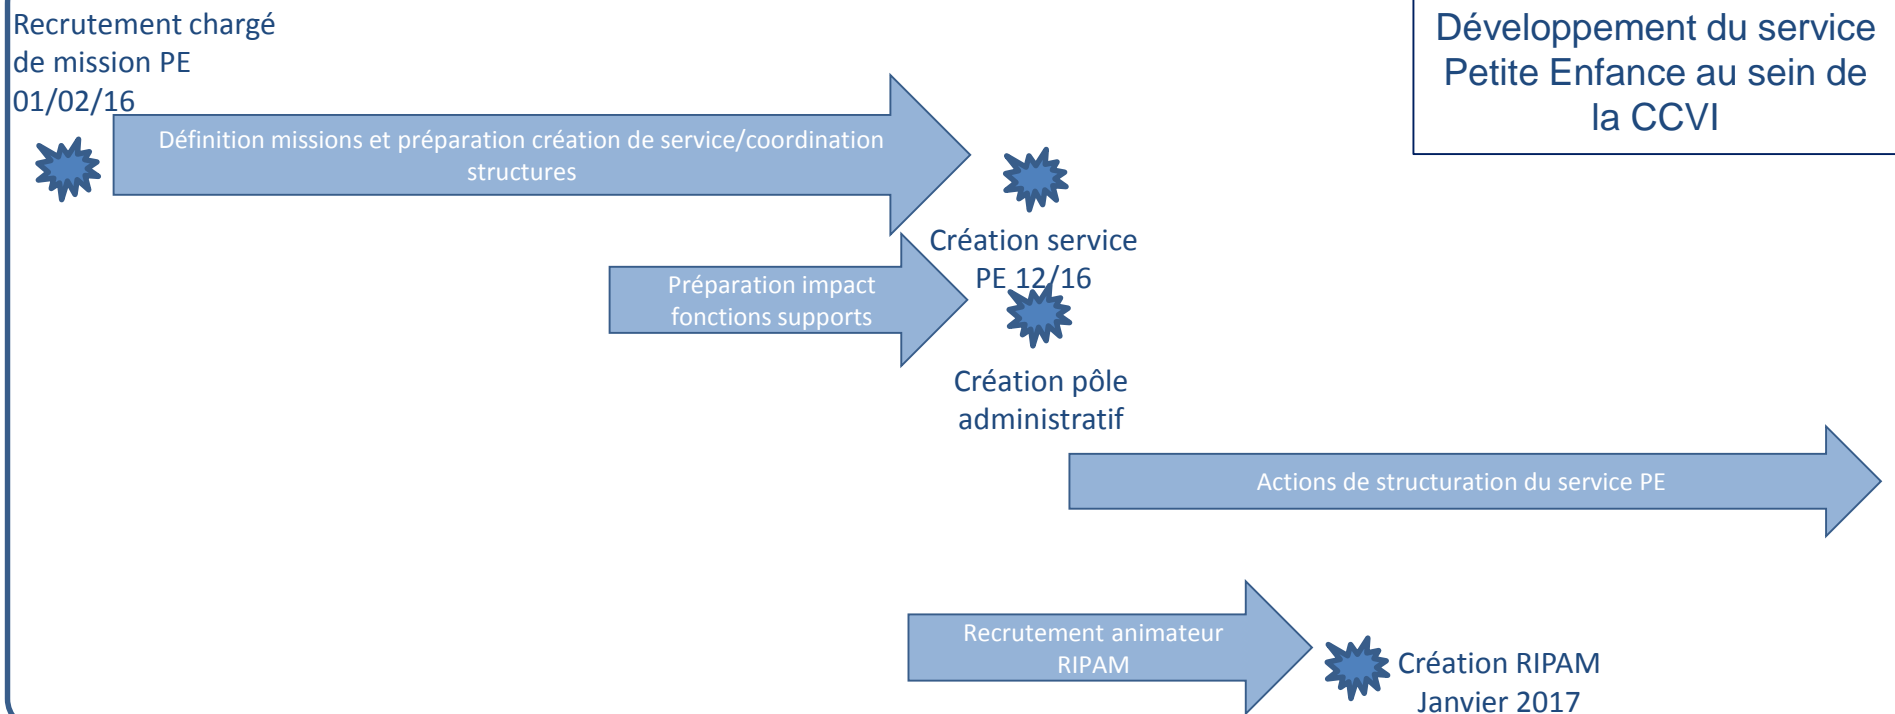 Recrutement chargé
de mission PE
01/02/16
Développement du service
Petite Enfance au sein de
la CCVI
Définition missions et préparation création de service/coordination
structures
Création service
PE 12/16
Préparation impact
fonctions supports
Création pôle
administratif
Actions de structuration du service PE
Recrutement animateur
RIPAM
Création RIPAM
Janvier 2017